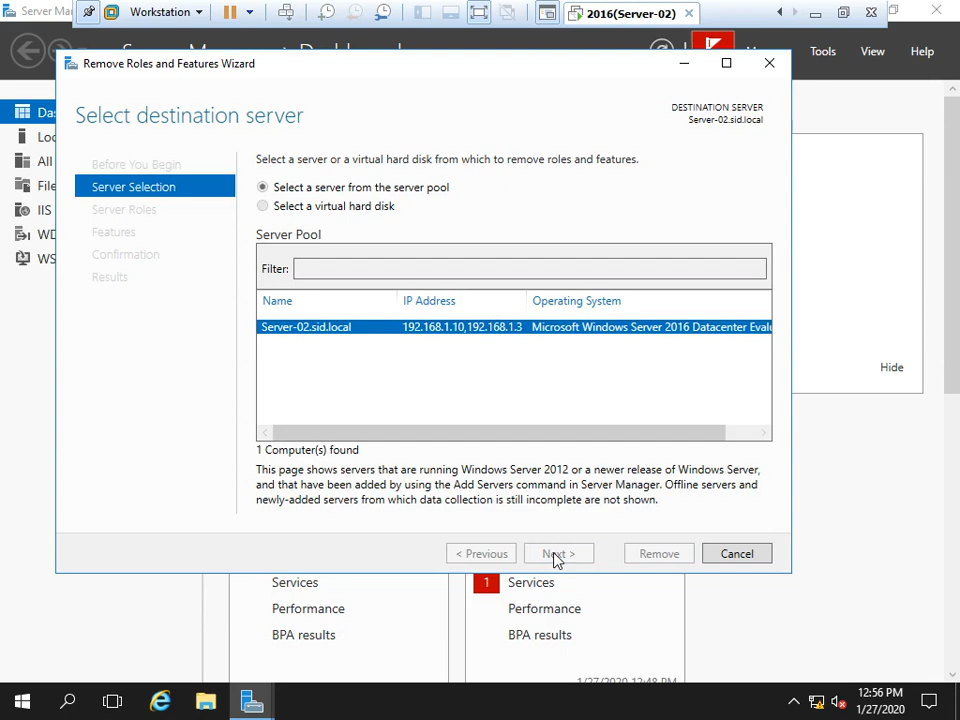 Server Ma
Workstation
2016(Server-02)
Tools
View
Help
Remove Roles and Features Wizard
Select destination server
DESTINATION SERVER
Server-02.sid.local
Da
Loc
All
File
IIS
WD
WS
Before You Begin
Server Selection
Server Roles
Features
Confirmation
Results
Select a server or a virtual hard disk from which to remove roles and features.
Select a server from the server pool
Select a virtual hard disk
Server Pool
Filter:
Name IP Address Operating System
Server-02.sid.local 192.168.1.10,192.168.1.3 Microsoft Windows Server 2016 Datacenter Evalu
1 Computer(s) found
This page shows servers that are running Windows Server 2012 or a newer release of Windows Server,
and that have been added by using the Add Servers command in Server Manager. Offline servers and
newly-added servers from which data collection is still incomplete are not shown.
Hide
< Previous
Next >
Remove
Cancel
Services
Performance
BPA results
1 Services
Performance
BPA results
1/27/2020 12:48 PM
12:56 PM
1/27/2020